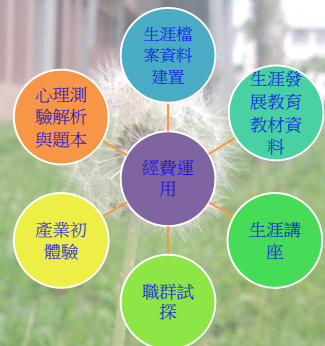 生涯檔
案資料
建置
生涯發
展教育
教材資
料
生涯講
座
職群試
探
產業初
體驗
心理測
驗解析
與題本
經費運
用